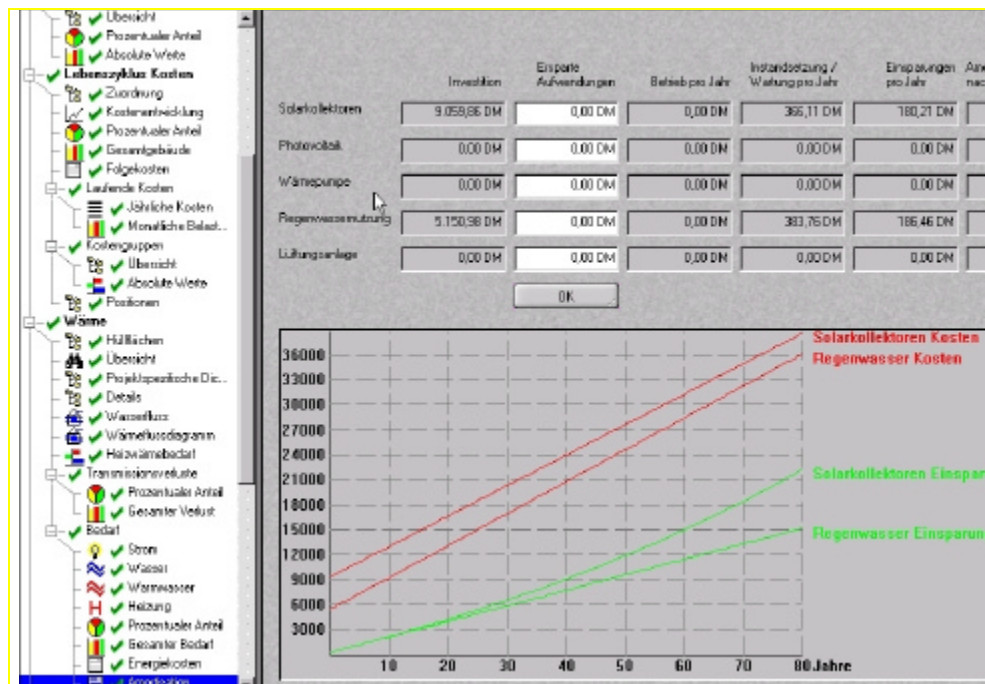 Übersicht
Prozentualer Anteil
Absolute Werte
Lebenszyklus Kosten
Zuordnung
Kostenentwicklung
Prozentualer Anteil
Gesamtgebäude
Folgekosten
Laufende Kosten
Jährliche Kosten
Monatliche Belast...
Kostengruppen
Übersicht
Absolute Werte
Positionen
Wärme
Hüllflächen
Übersicht
Projektspezifische Dic...
Details
Wasserfluss
Wärmeflussdiagramm
Heizwärmebedarf
Transmissionsverluste
Prozentualer Anteil
Gesamter Verlust
Bedarf
Strom
Wasser
Warmwasser
Heizung
Prozentualer Anteil
Gesamter Bedarf
Energiekosten
Amortisation
Investition
Ersparte
Aufwendungen
Betrieb pro Jahr
Instandsetzung /
Wartung pro Jahr
Einsparungen
pro Jahr
Solarkollektoren 9.059,86 DM 0,00 DM 0,00 DM 366,11 DM 180,21 DM
Photovoltaik 0,00 DM 0,00 DM 0,00 DM 0,00 DM 0,00 DM
Wärmepumpe 0,00 DM 0,00 DM 0,00 DM 0,00 DM 0,00 DM
Regenwassernutzung 5.150,98 DM 0,00 DM 0,00 DM 383,76 DM 186,46 DM
Lüftungsanlage 0,00 DM 0,00 DM 0,00 DM 0,00 DM 0,00 DM
OK
Solarkollektoren Kosten
Regenwasser Kosten
Solarkollektoren Einspar
Regenwasser Einsparun
36000
33000
30000
27000
24000
21000
18000
15000
12000
9000
6000
3000
10 20 30 40 50 60 70 80 Jahre